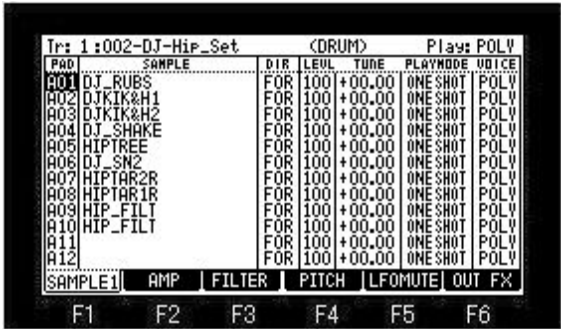 Tr: 1:002-DJ-Hip_Set (DRUM) Play: POLY
PAD SAMPLE DIR LEVL TUNE PLAYMODE VOICE
A01 DJ_RUBS FOR 100 +00.00 ONESHOT POLY
A02 DJKIK&H1 FOR 100 +00.00 ONESHOT POLY
A03 DJKIK&H2 FOR 100 +00.00 ONESHOT POLY
A04 DJ_SHAKE FOR 100 +00.00 ONESHOT POLY
A05 HIPTREE FOR 100 +00.00 ONESHOT POLY
A06 DJ_SN2 FOR 100 +00.00 ONESHOT POLY
A07 HIPTAR2R FOR 100 +00.00 ONESHOT POLY
A08 HIPTAR1R FOR 100 +00.00 ONESHOT POLY
A09 HIP_FILT FOR 100 +00.00 ONESHOT POLY
A10 HIP_FILT FOR 100 +00.00 ONESHOT POLY
A11 FOR 100 +00.00 ONESHOT POLY
A12 FOR 100 +00.00 ONESHOT POLY
SAMPLE1 AMP FILTER PITCH LFOMUTE OUT FX
F1 F2 F3 F4 F5 F6